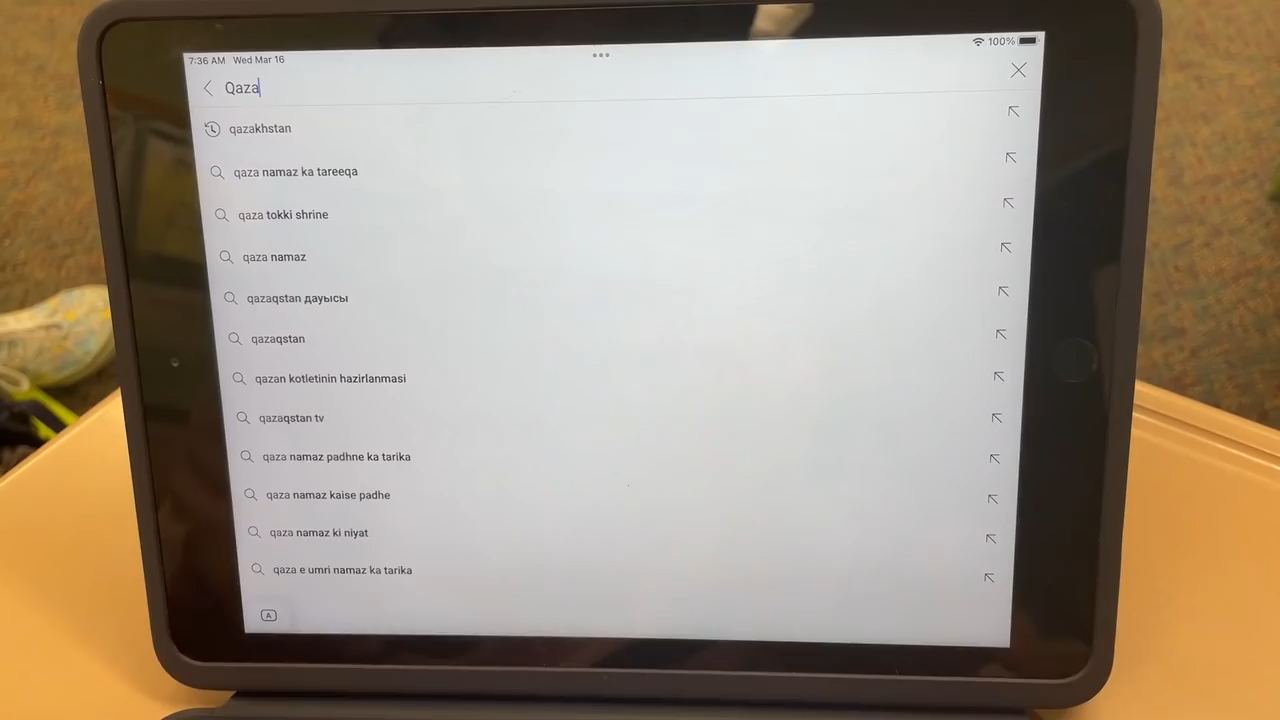 7:36 AM Wed Mar 16
100%
Qaza
qazakhstan
qaza namaz ka tareeqa
qaza tokki shrine
qaza namaz
qazaqstan дауысы
qazaqstan
qazan kotletinin hazirlanmasi
qazaqstan tv
qaza namaz padhne ka tarika
qaza namaz kaise padhe
qaza namaz ki niyat
qaza e umri namaz ka tarika
A